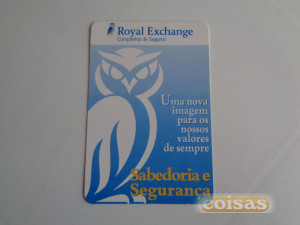 Royal Exchange
Companhia de Seguros
Uma nova
imagem
para os
nossos
valores
de sempre
Sabedoria e
Segurança
coisas